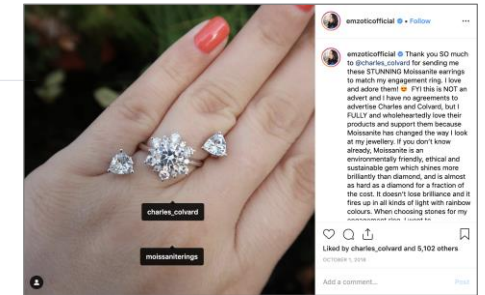 emzoticofficial • Follow
emzoticofficial Thank you SO much
to @charles_colvard for sending me
these STUNNING Moissanite earrings
to match my engagement ring. I love
and adore them! 😍 FYI this is NOT an
advert and I have no agreements to
advertise Charles and Colvard, but I
FULLY and wholeheartedly love their
products and support them because
Moissanite has changed the way I look
at my jewellery. If you don't know
already, Moissanite is an
environmentally friendly, ethical and
sustainable gem which shines more
brilliantly than diamond, and is almost
as hard as a diamond for a fraction of
the cost. It doesn't lose brilliance and it
fires up in all kinds of light with rainbow
colours. When choosing stones for my
charles_colvard
moissaniterings
Liked by charles_colvard and 5,102 others
OCTOBER 1, 2018
Add a comment...
Post